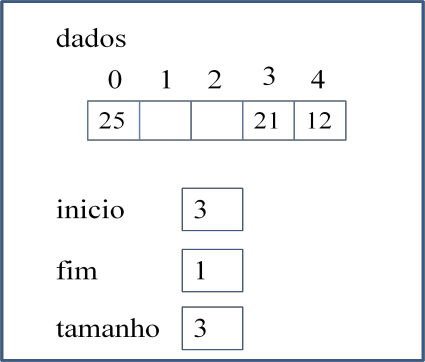 dados
0 1 2 3 4
25 21 12
inicio 3
fim 1
tamanho 3